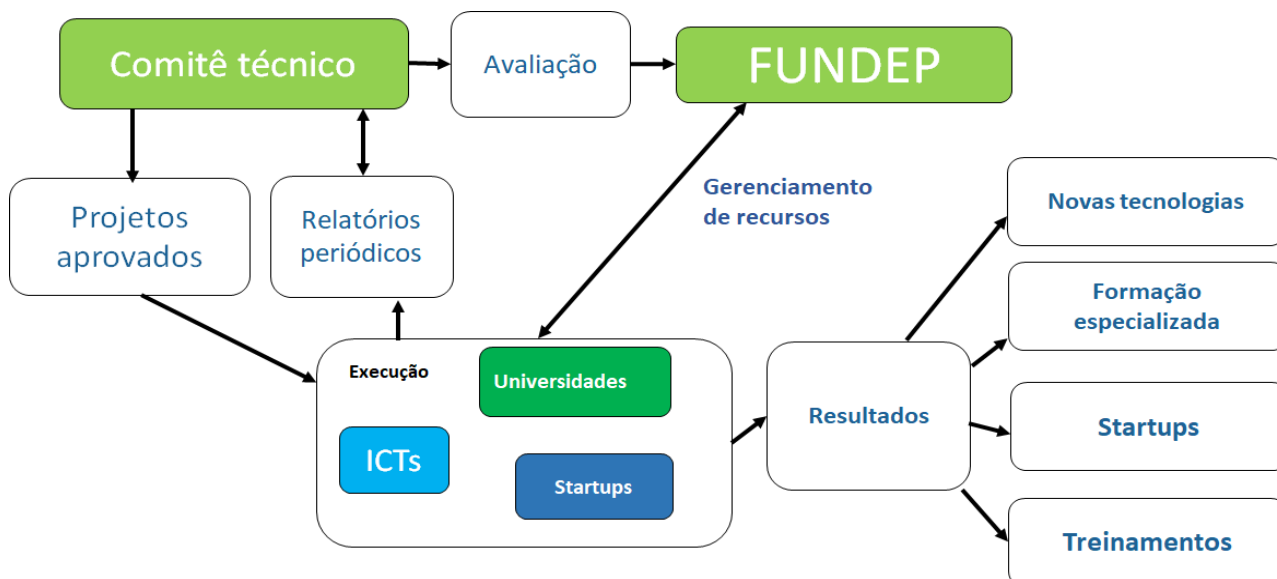 Comitê técnico
Avaliação
FUNDEP
Projetos
aprovados
Relatórios
periódicos
Gerenciamento
de recursos
Novas tecnologias
Formação
especializada
Execução
Universidades
ICTs
Startups
Resultados
Startups
Treinamentos